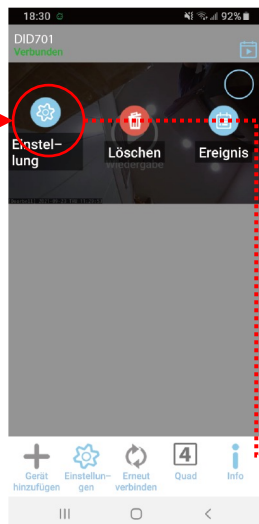 18:30
92%
DID701
Verbunden
Einstel-
lung
Löschen
Ereignis
Wiedergabe
Gerät
hinzufügen
Einstellun-
gen
Erneut
verbinden
4
Quad
Info